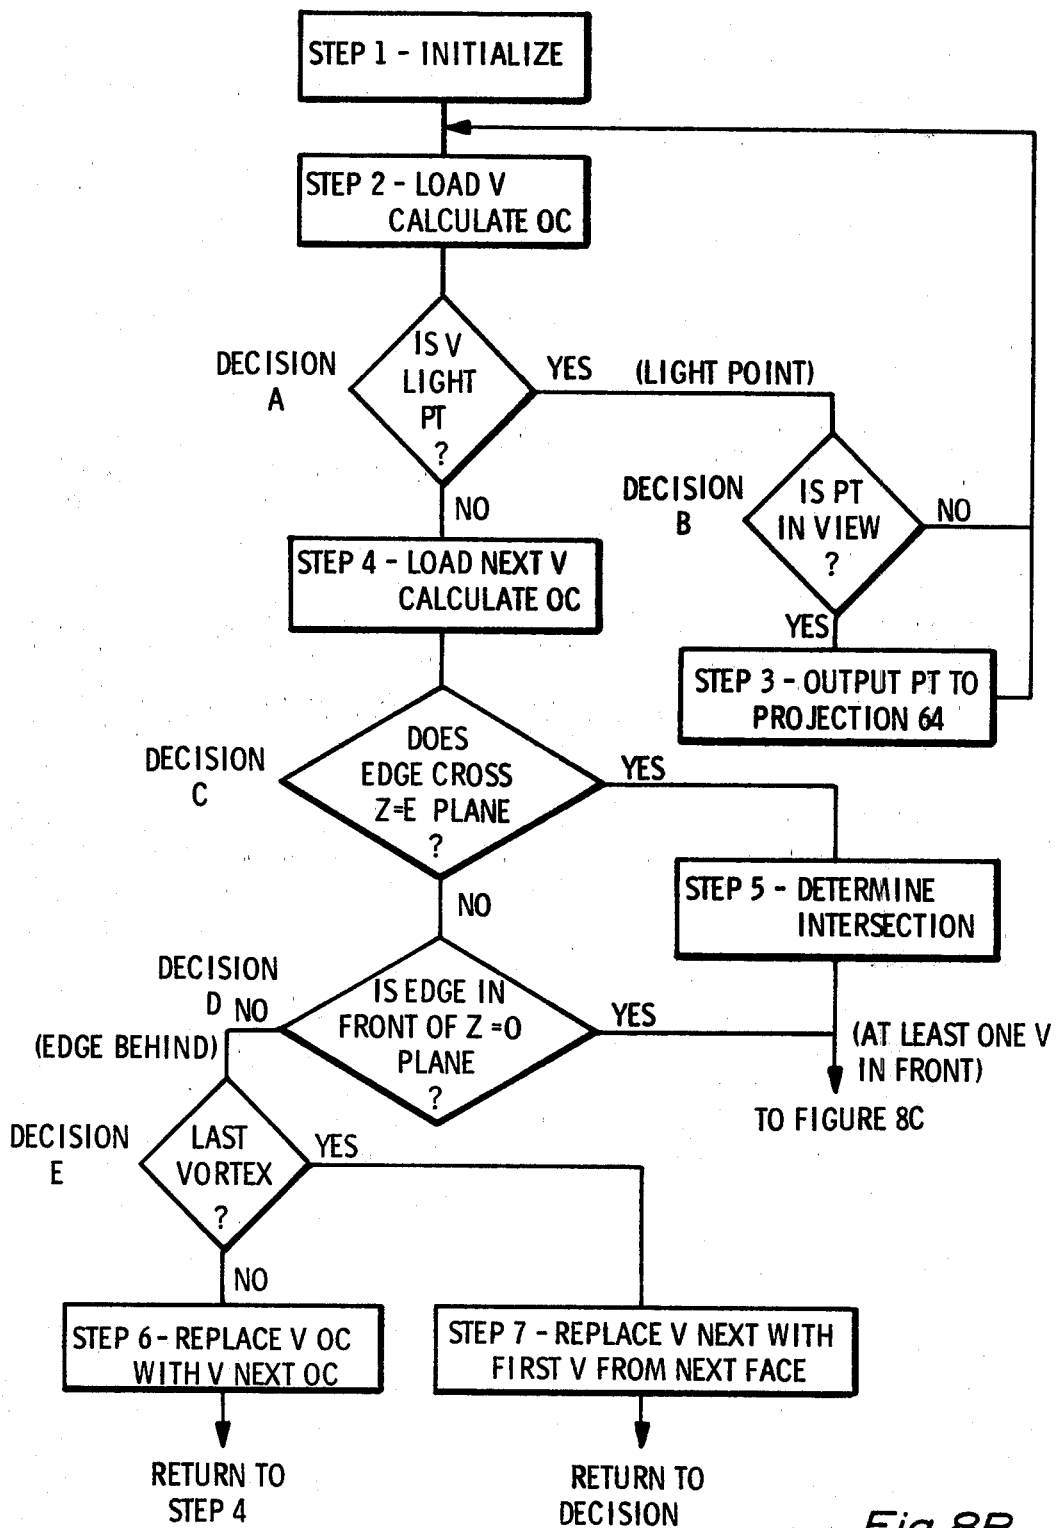 STEP 1 - INITIALIZE
STEP 2 - LOAD V
CALCULATE OC
DECISION
A
IS V
LIGHT
PT
?
YES
(LIGHT POINT)
NO
DECISION
B
IS PT
IN VIEW
?
NO
YES
STEP 3 - OUTPUT PT TO
PROJECTION 64
STEP 4 - LOAD NEXT V
CALCULATE OC
DECISION
C
DOES
EDGE CROSS
Z=E PLANE
?
YES
NO
STEP 5 - DETERMINE
INTERSECTION
DECISION
D
IS EDGE IN
FRONT OF Z =0
PLANE
?
YES
NO
(EDGE BEHIND)
(AT LEAST ONE V
IN FRONT)
TO FIGURE 8C
DECISION
E
LAST
VORTEX
?
YES
NO
STEP 6 - REPLACE V OC
WITH V NEXT OC
STEP 7 - REPLACE V NEXT WITH
FIRST V FROM NEXT FACE
RETURN TO
STEP 4
RETURN TO
DECISION
Fig 8B